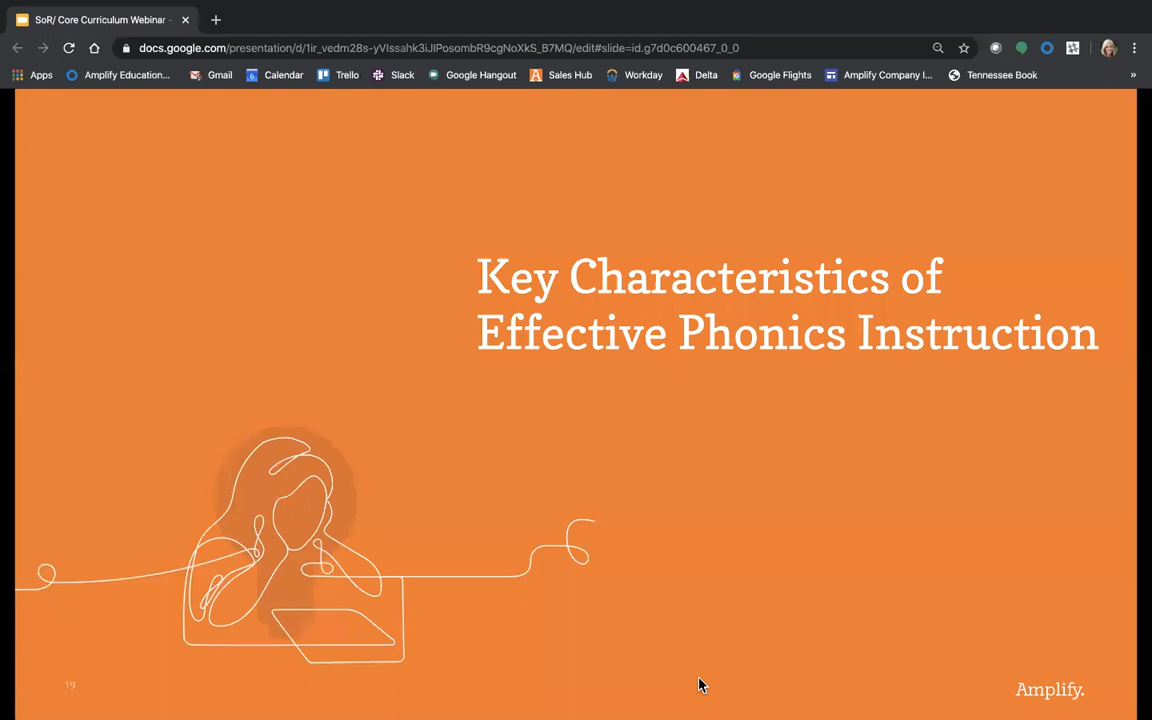 SoR/ Core Curriculum Webinar -
docs.google.com/presentation/d/1ir_vedm28s-yVIssahk3iJIPosombR9cgNoXkS_B7MQ/edit#slide=id.g7d0c600467_0_0
Apps Amplify Education... Gmail Calendar Trello Slack Google Hangout Sales Hub Workday Delta Google Flights Amplify Company I... Tennessee Book
Key Characteristics of
Effective Phonics Instruction
19
Amplify.